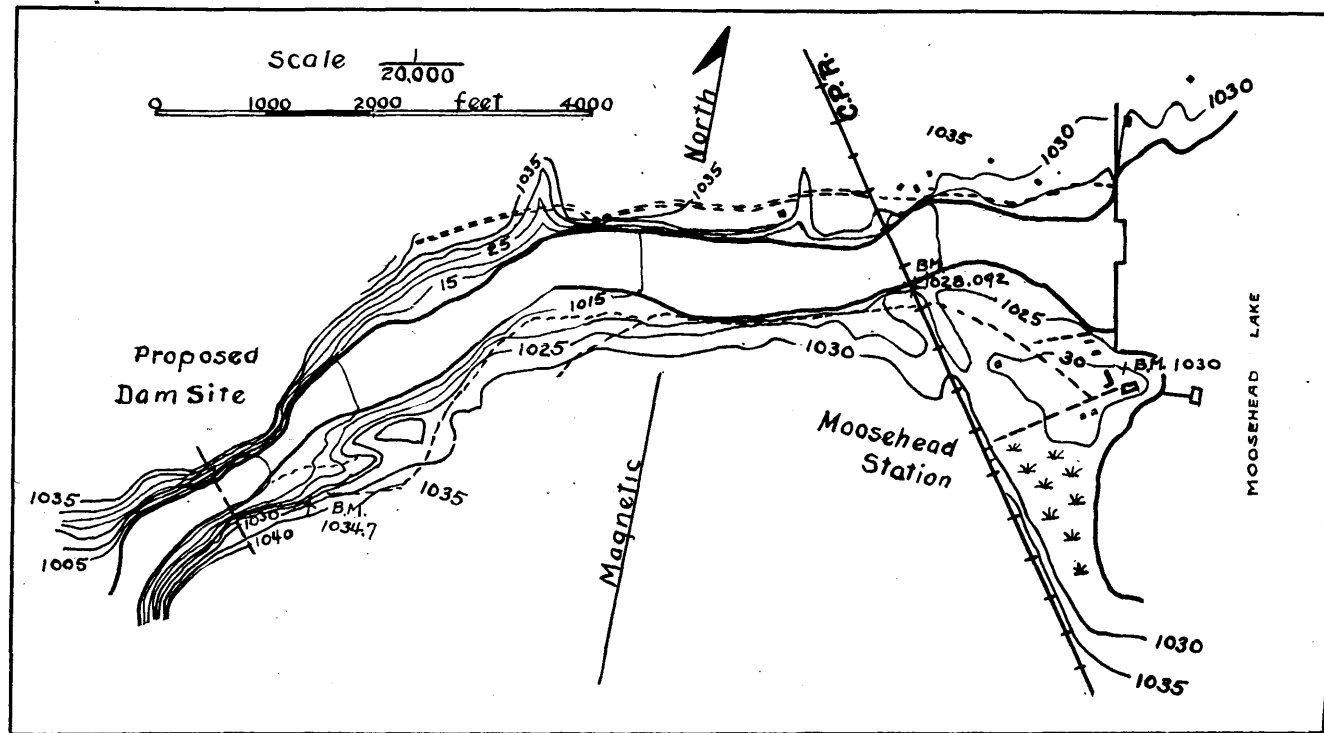 Scale 1/20,000
0 1000 2000 feet 4000
North
C.P.R.
1030
1035
1030
1035
1035
25
15
B.M.
1028.092
1015
1025
1025
1030
30
B.M. 1030
Proposed
Dam Site
Moosehead
Station
MOOSEHEAD LAKE
Magnetic
1035
1035
1030
B.M.
1034.7
1040
1005
1030
1035